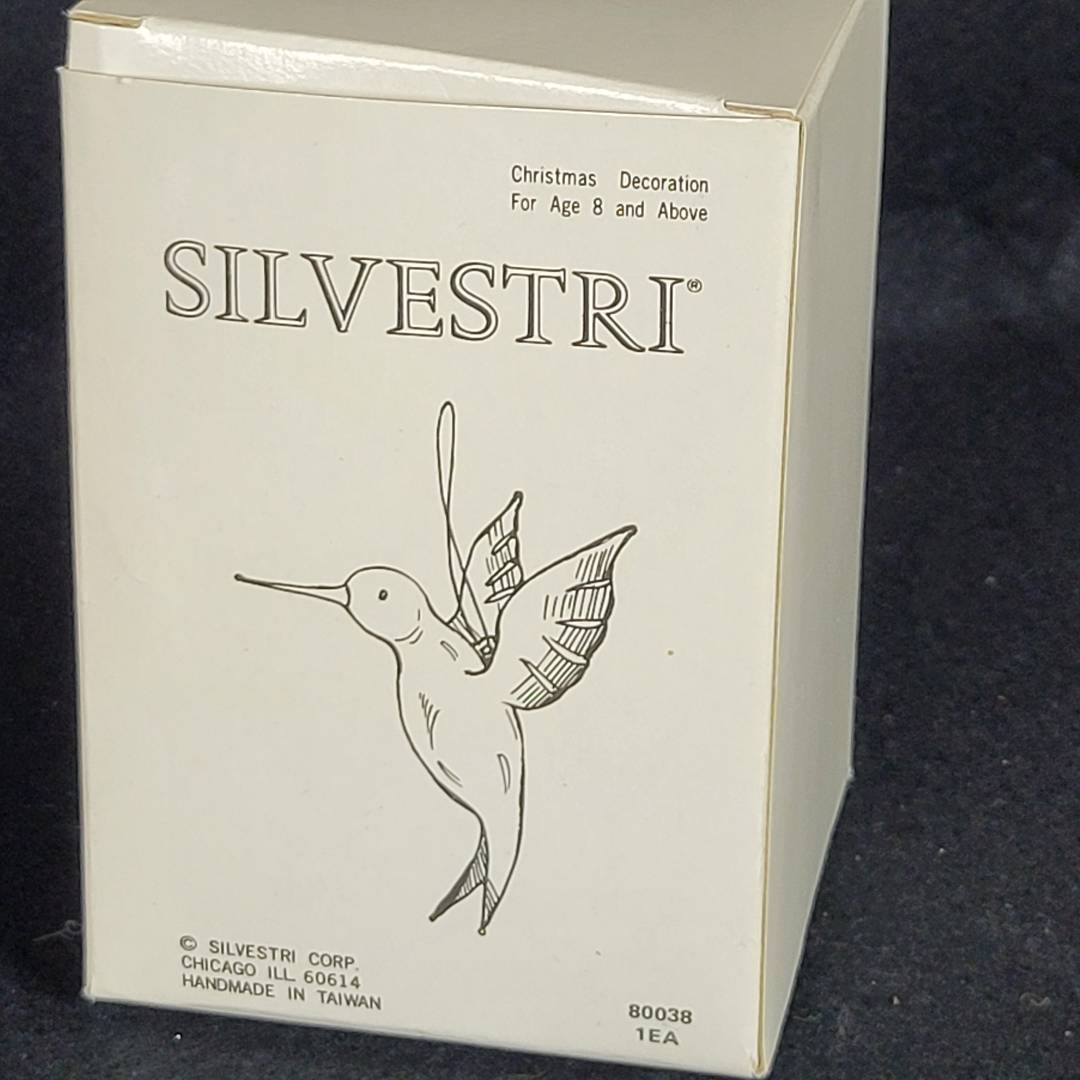 Christmas Decoration
For Age 8 and Above
SILVESTRI®
© SILVESTRI CORP.
CHICAGO ILL 60614
HANDMADE IN TAIWAN
80038
1EA